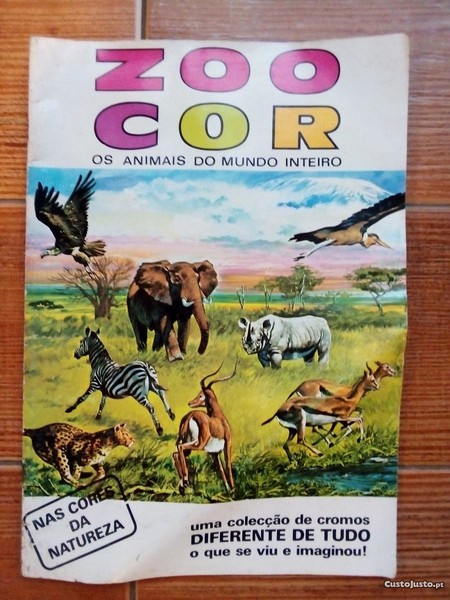 ZOO
COR
OS ANIMAIS DO MUNDO INTEIRO
NAS CORES
DA
NATUREZA
uma colecção de cromos
DIFERENTE DE TUDO
o que se viu e imaginou!
CustoJusto.pt